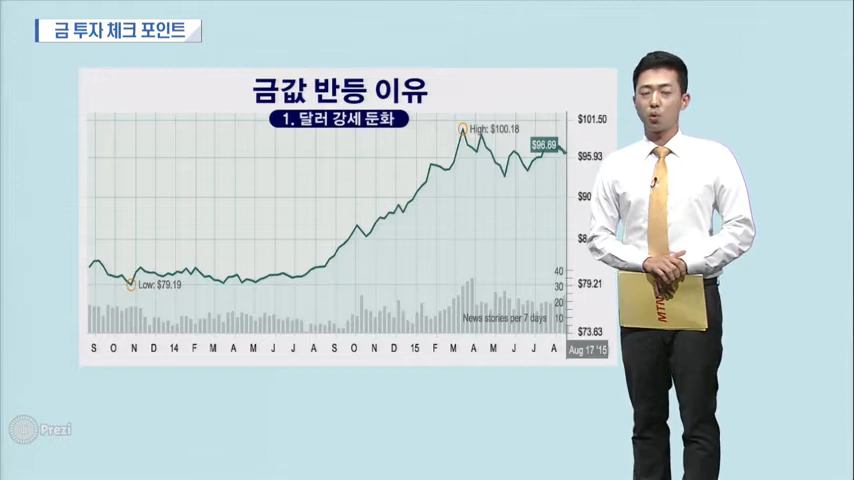 금 투자 체크 포인트
금값 반등 이유
1. 달러 강세 둔화
High: $100.18
$101.50
$96.69
$95.93
$90
$8
Low: $79.19
40
$79.21
30
20
News stories per 7 days
10
$73.63
S O N D 14 F M A M J J A S O N D 15 F M A M J J A
Aug 17 '15
MTN
Prezi